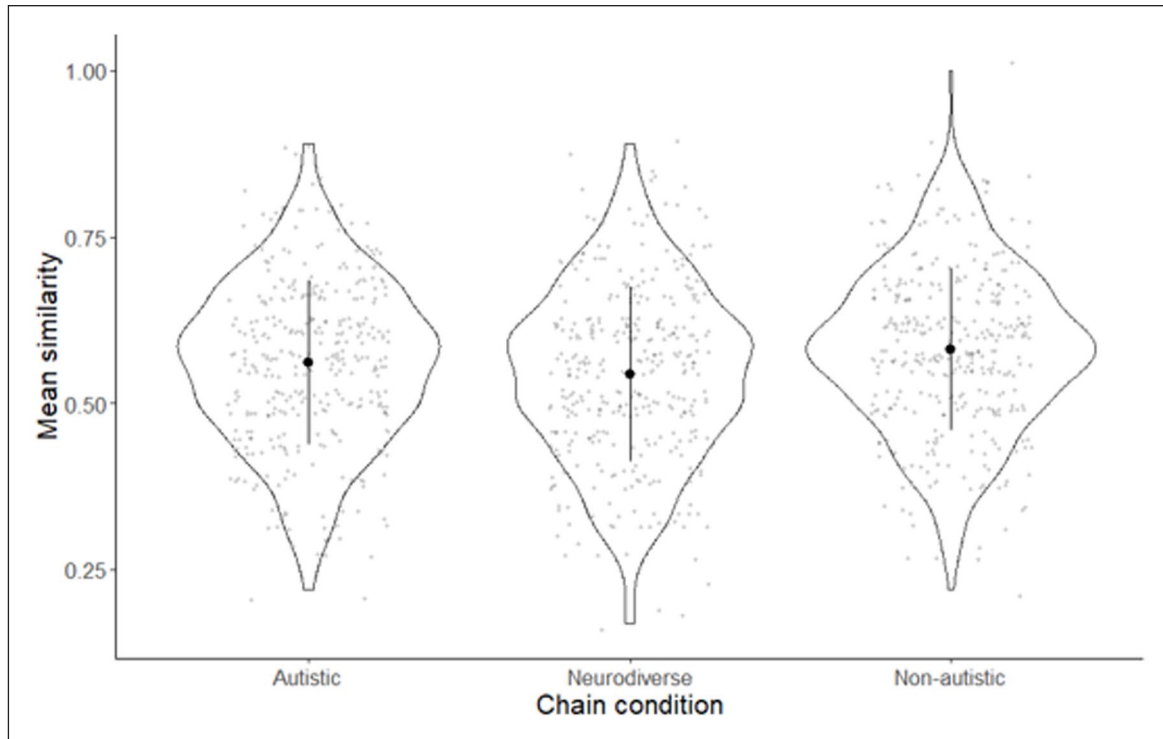 Mean similarity
1.00
0.75
0.50
0.25
Autistic
Neurodiverse
Non-autistic
Chain condition